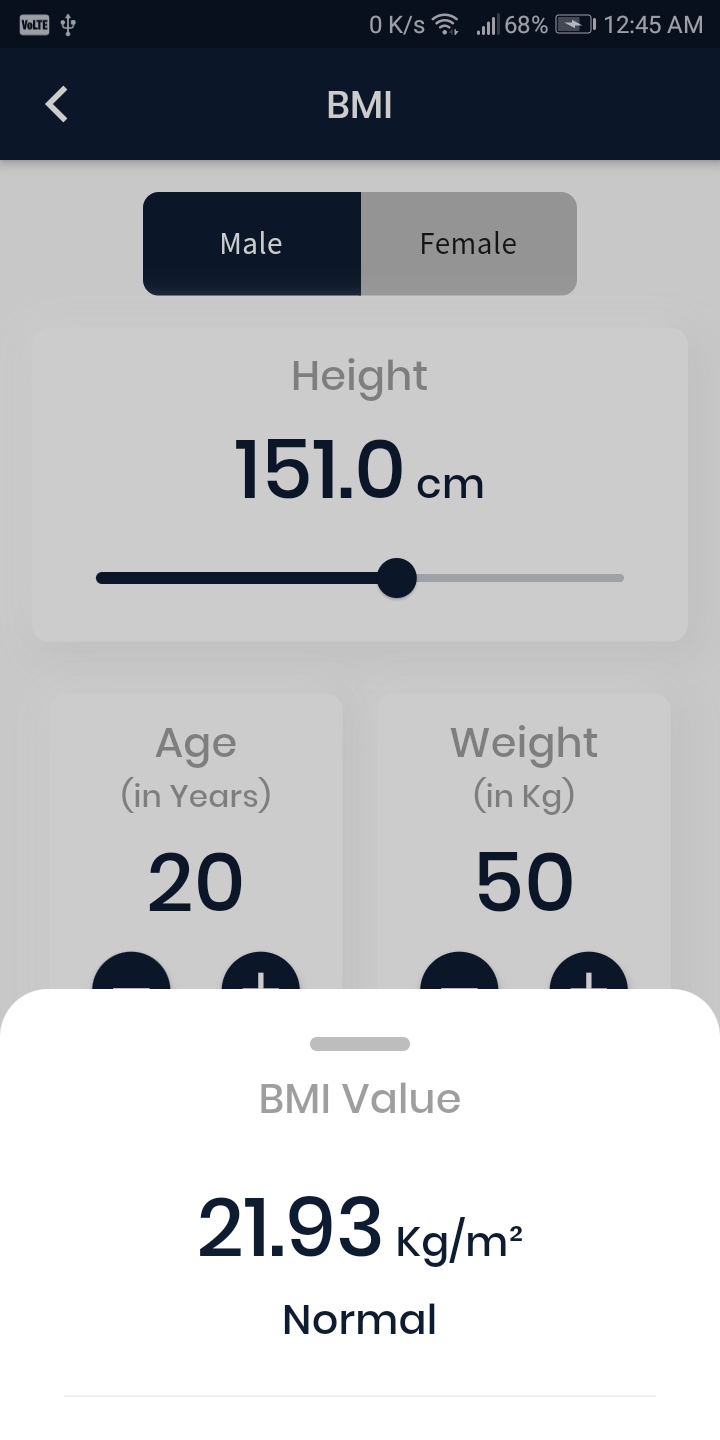 VoLTE 0 K/s 68% 12:45 AM
BMI
Male Female
Height
151.0 cm
Age Weight
(in Years) (in Kg)
20 50
BMI Value
21.93 Kg/m²
Normal